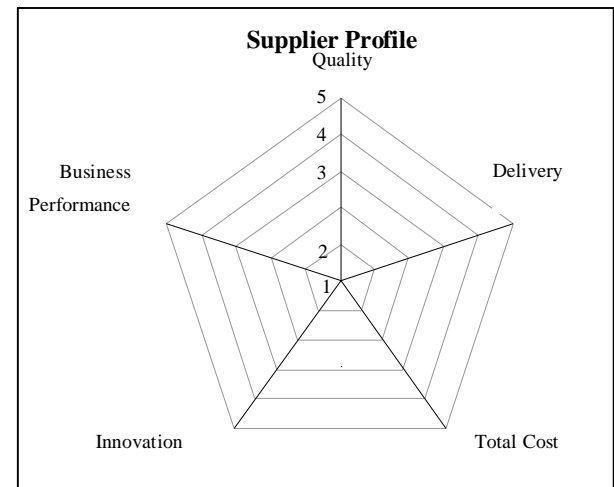 Supplier Profile
Quality
5
4
3
2
1
Business
Performance
Delivery
Innovation
Total Cost